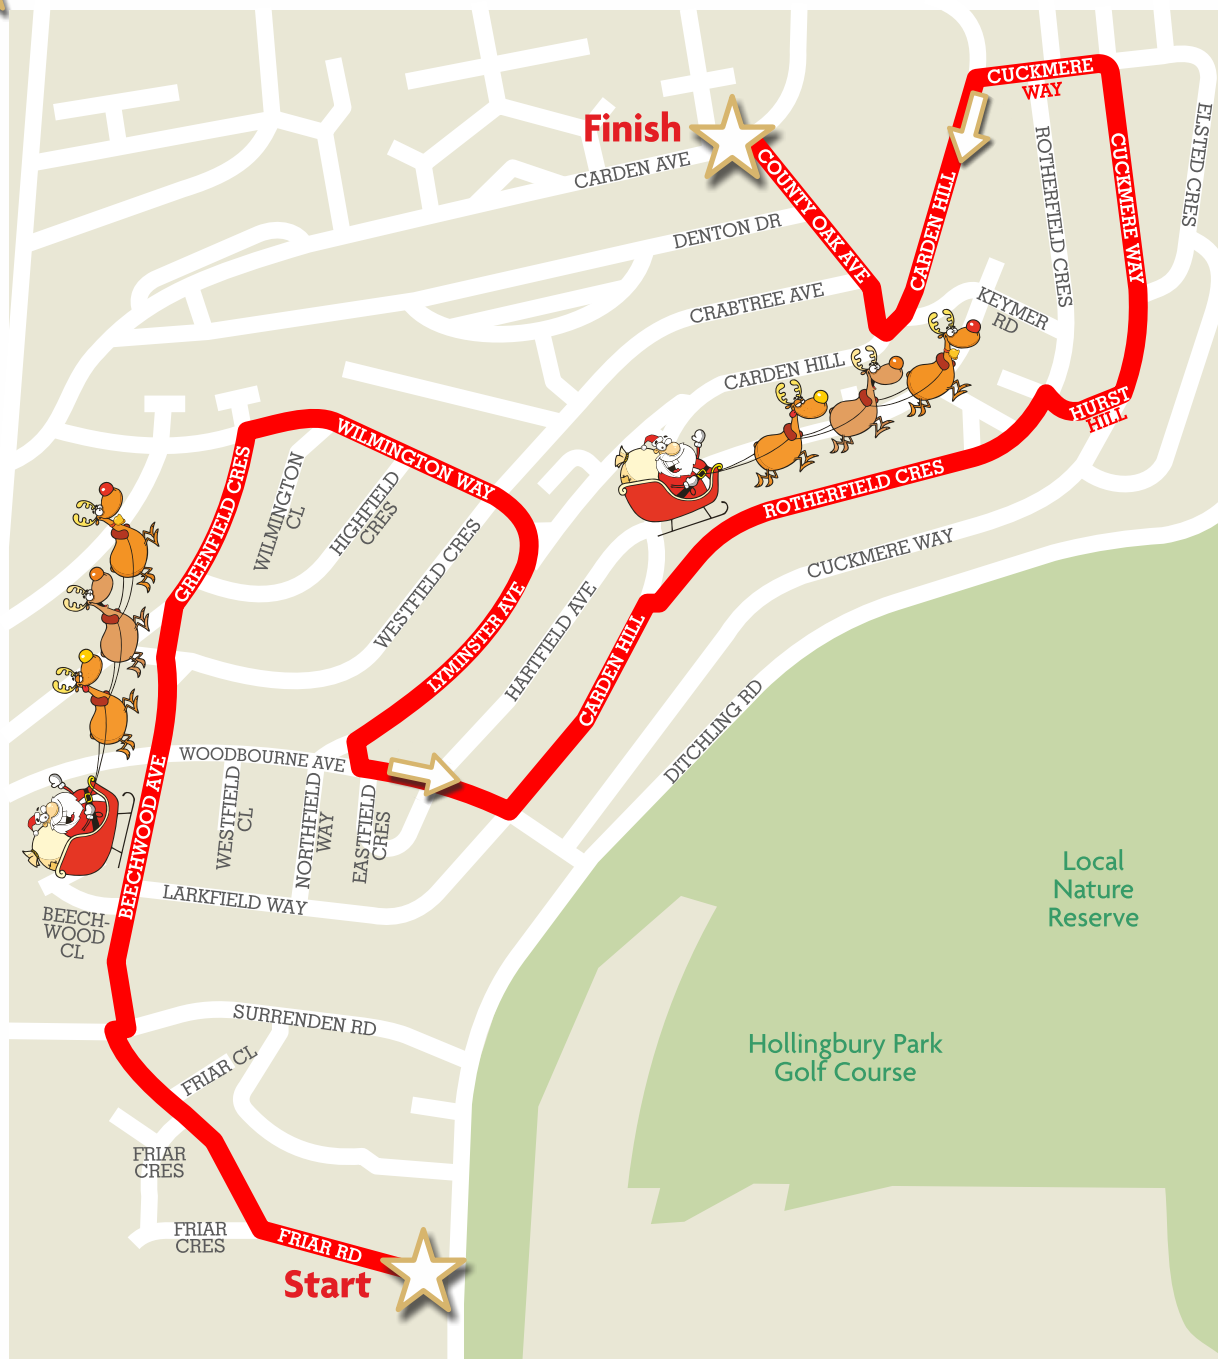 CUCKMERE
WAY
Finish
CARDEN AVE
COUNTY OAK AVE
ELSTED CRES
ROTHERFIELD CRES
CUCKMERE WAY
CARDEN HILL
DENTON DR
CRABTREE AVE
KEYMER
RD
CARDEN HILL
HURST
HILL
WILMINGTON WAY
GREENFIELD CRES
WILMINGTON
CL
HIGHFIELD
CRES
WESTFIELD CRES
ROTHERFIELD CRES
CUCKMERE WAY
LYMINSTER AVE
HARTFIELD AVE
CARDEN HILL
DITCHLING RD
WOODBOURNE AVE
BEECHWOOD AVE
WESTFIELD
CL
NORTHFIELD
WAY
EASTFIELD
CRES
LARKFIELD WAY
BEECH-
WOOD
CL
Local
Nature
Reserve
SURRENDEN RD
Hollingbury Park
Golf Course
FRIAR CL
FRIAR
CRES
FRIAR
CRES
FRIAR RD
Start